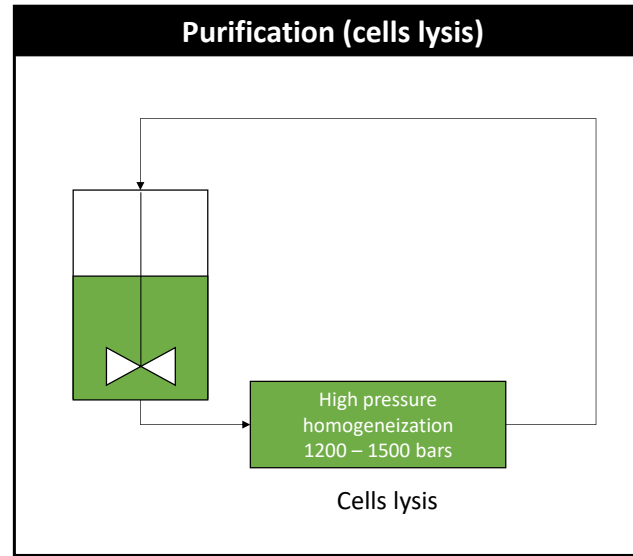 Purification (cells lysis)
High pressure
homogeneization
1200 – 1500 bars
Cells lysis